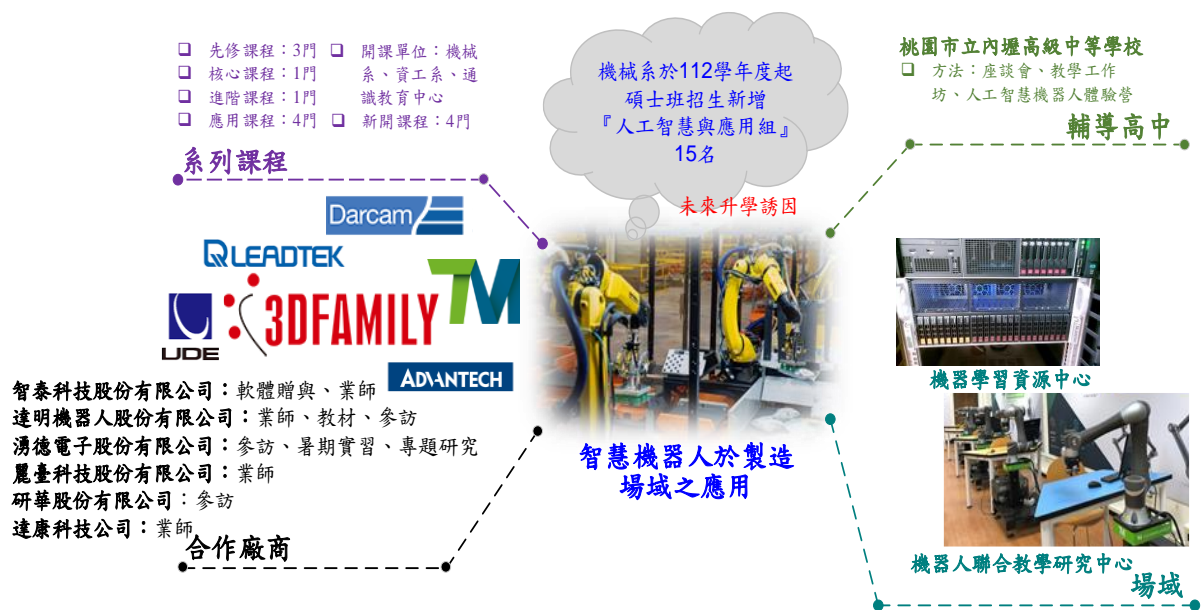 ❑ 先修課程：3門
❑ 核心課程：1門
❑ 進階課程：1門
❑ 應用課程：4門
❑ 開課單位：機械
系、資工系、通
識教育中心
❑ 新開課程：4門
系列課程
機械系於112學年度起
碩士班招生新增
『人工智慧與應用組』
15名
未來升學誘因
桃園市立內壢高級中等學校
❑ 方法：座談會、教學工作
坊、人工智慧機器人體驗營
輔導高中
Darcam
LEADTEK
3DFAMILY
TM
UDE
ADVANTECH
智泰科技股份有限公司：軟體贈與、業師
達明機器人股份有限公司：業師、教材、參訪
湧德電子股份有限公司：參訪、暑期實習、專題研究
麗臺科技股份有限公司：業師
研華股份有限公司：參訪
達康科技公司：業師
合作廠商
智慧機器人於製造
場域之應用
機器學習資源中心
機器人聯合教學研究中心
場域